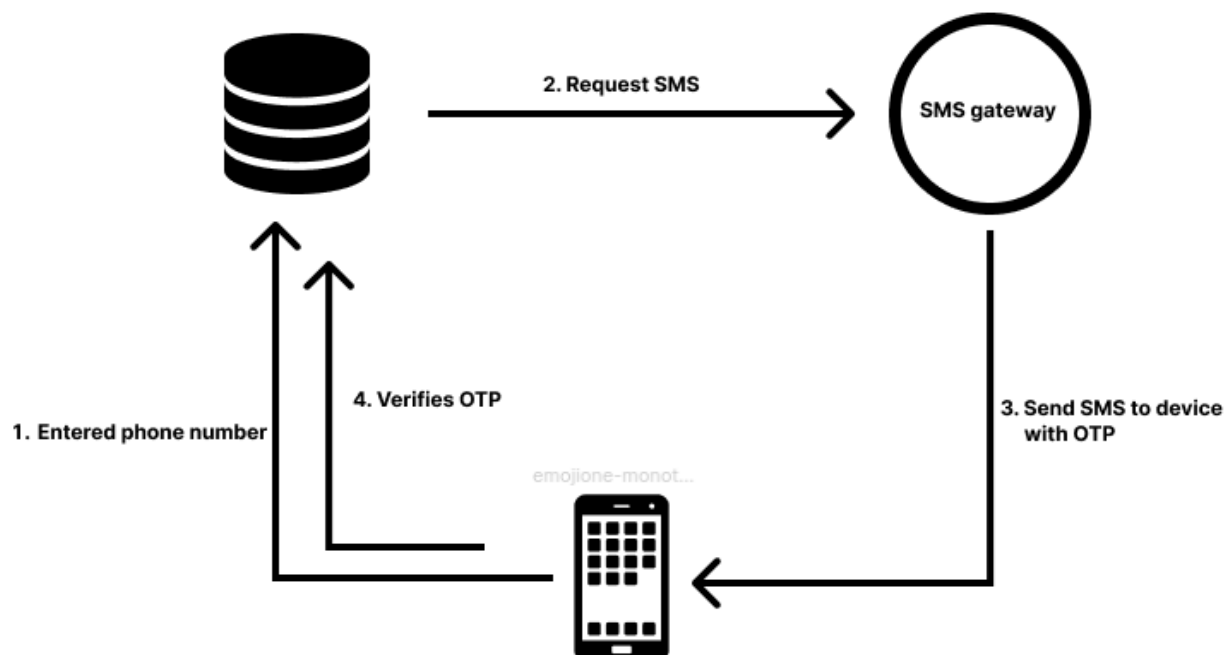 2. Request SMS
SMS gateway
4. Verifies OTP
1. Entered phone number
3. Send SMS to device
with OTP
emojione-monot...